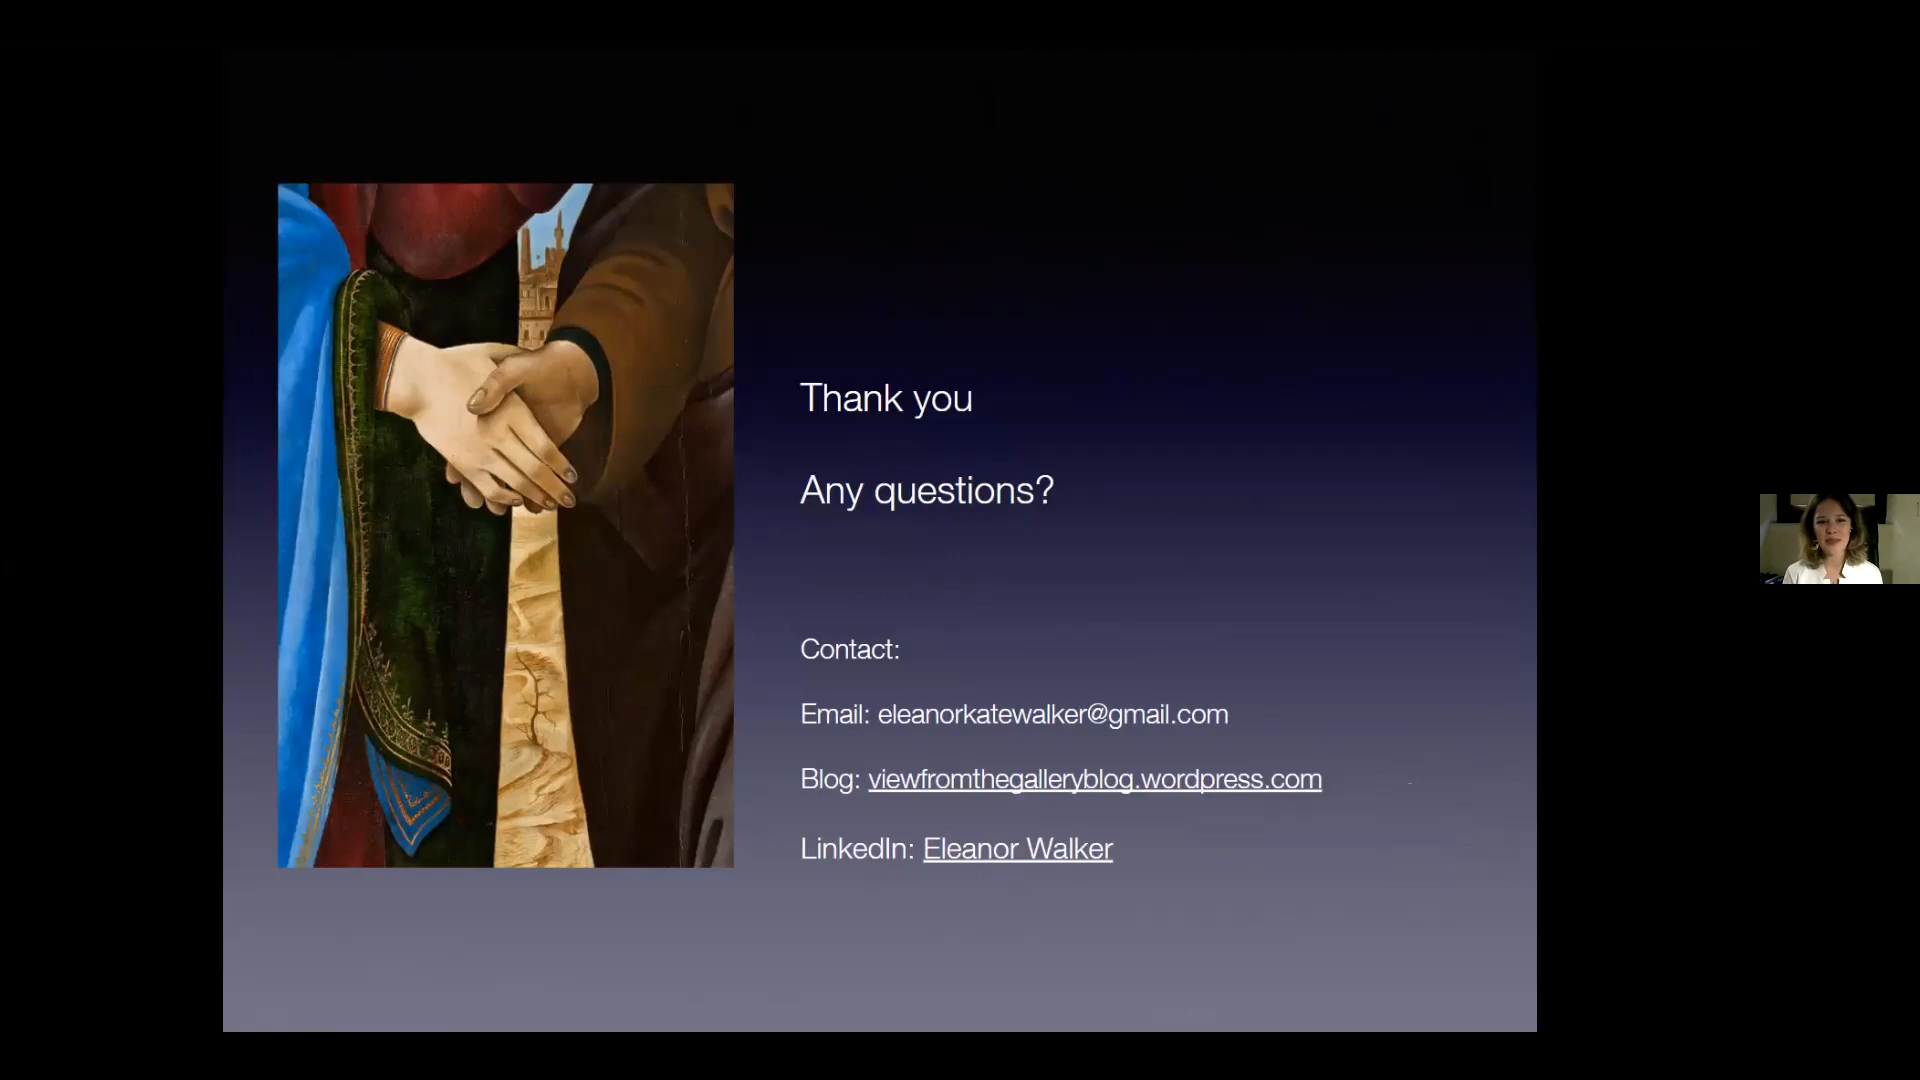 Thank you
Any questions?
Contact:
Email: eleanorkatewalker@gmail.com
Blog: viewfromthegalleryblog.wordpress.com
LinkedIn: Eleanor Walker